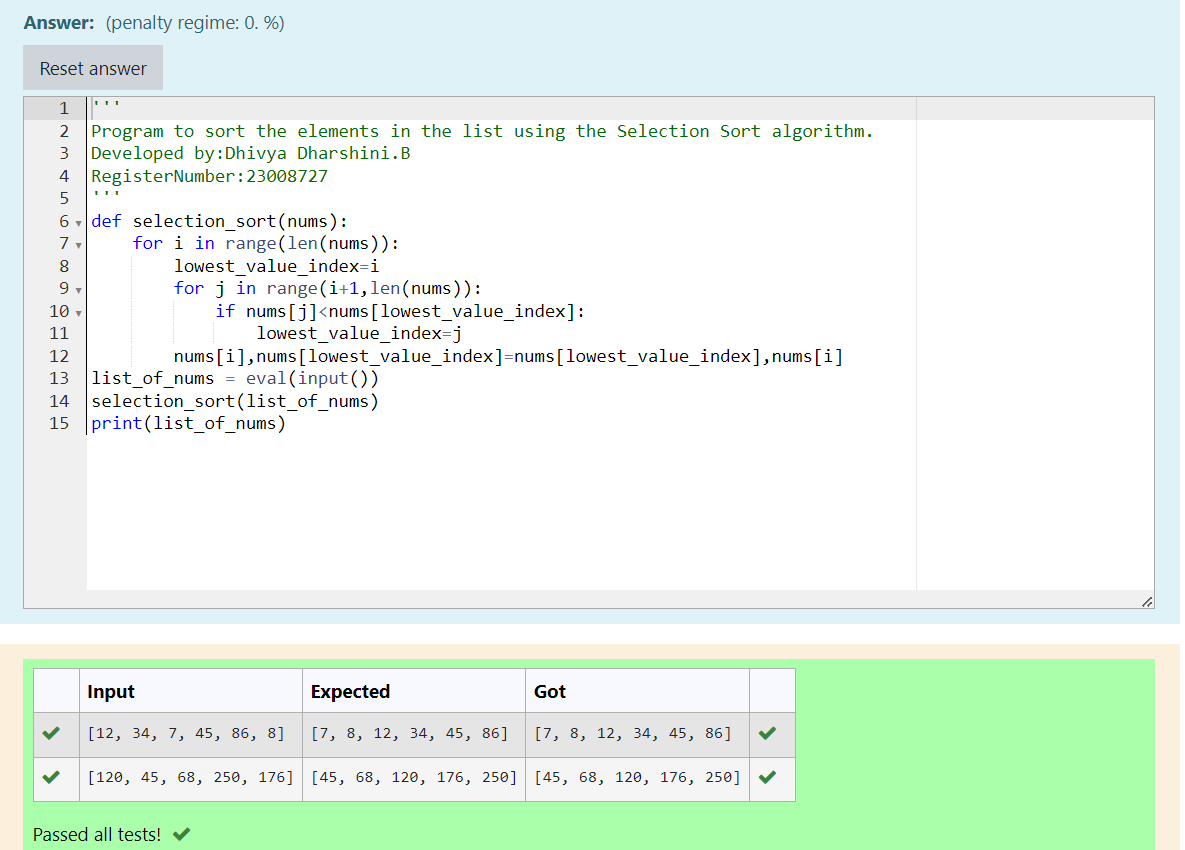 Answer: (penalty regime: 0. %)
Reset answer
1 '''
2 Program to sort the elements in the list using the Selection Sort algorithm.
3 Developed by:Dhivya Dharshini.B
4 RegisterNumber:23008727
5 '''
6 def selection_sort(nums):
7     for i in range(len(nums)):
8         lowest_value_index=i
9         for j in range(i+1,len(nums)):
10             if nums[j]<nums[lowest_value_index]:
11                 lowest_value_index=j
12         nums[i],nums[lowest_value_index]=nums[lowest_value_index],nums[i]
13 list_of_nums = eval(input())
14 selection_sort(list_of_nums)
15 print(list_of_nums)
Input Expected Got
[12, 34, 7, 45, 86, 8] [7, 8, 12, 34, 45, 86] [7, 8, 12, 34, 45, 86]
[120, 45, 68, 250, 176] [45, 68, 120, 176, 250] [45, 68, 120, 176, 250]
Passed all tests!